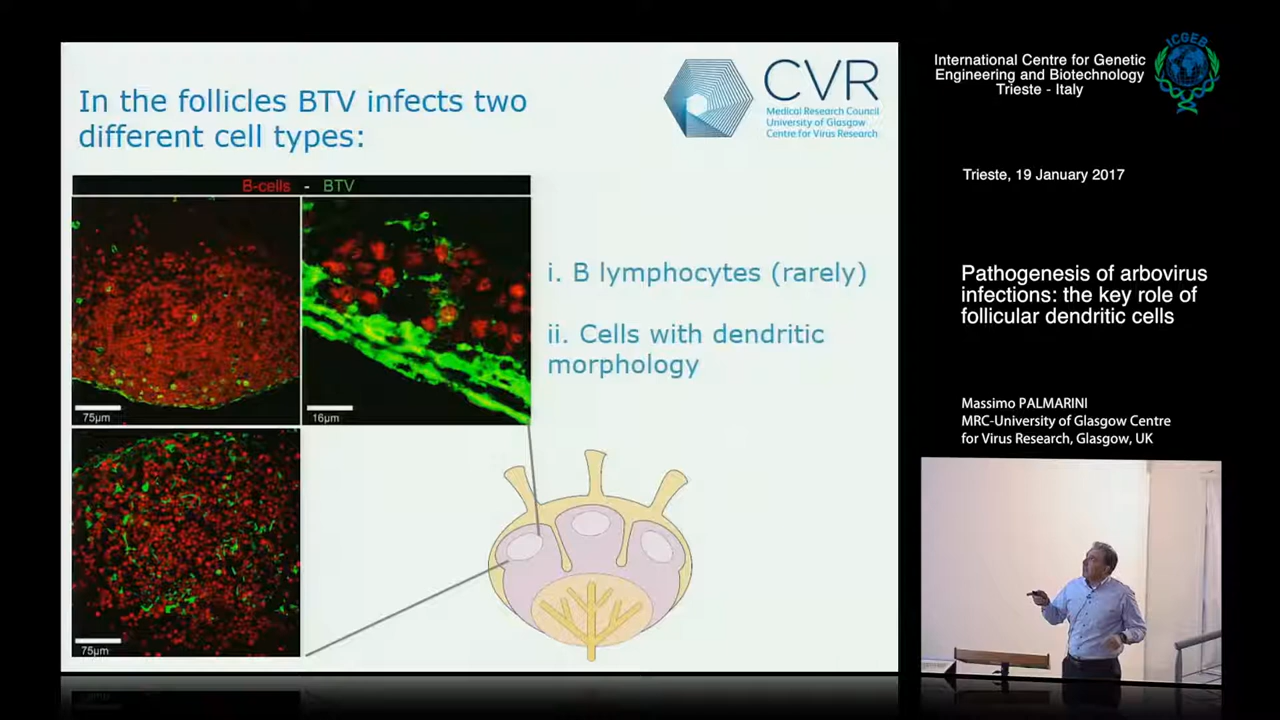 In the follicles BTV infects two
different cell types:
CVR
Medical Research Council
University of Glasgow
Centre for Virus Research
B-cells - BTV
75µm
16µm
75µm
i. B lymphocytes (rarely)
ii. Cells with dendritic
morphology
International Centre for Genetic
Engineering and Biotechnology
Trieste - Italy
ICGEB
Trieste, 19 January 2017
Pathogenesis of arbovirus
infections: the key role of
follicular dendritic cells
Massimo PALMARINI
MRC-University of Glasgow Centre
for Virus Research, Glasgow, UK